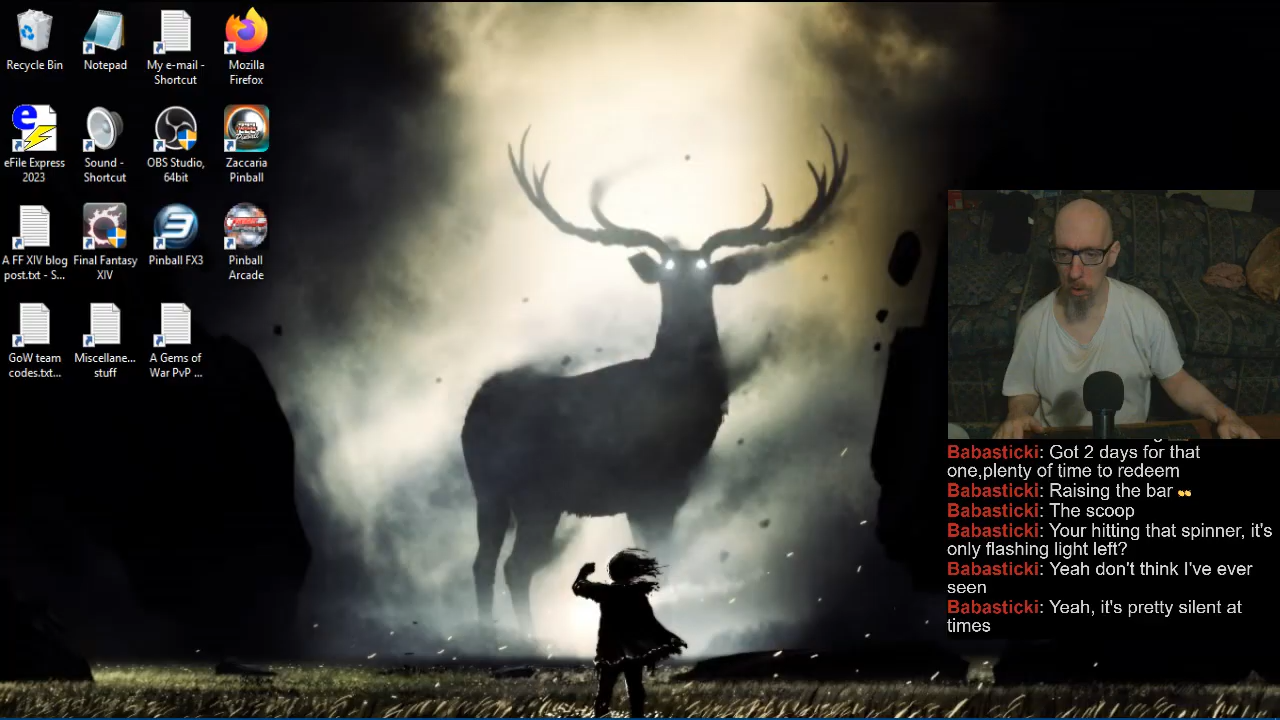 Recycle Bin
Notepad
My e-mail -
Shortcut
Mozilla
Firefox
eFile Express
2023
Sound -
Shortcut
OBS Studio,
64bit
Zaccaria
Pinball
A FF XIV blog
post.txt - S...
Final Fantasy
XIV
Pinball FX3
Pinball
Arcade
GoW team
codes.txt...
Miscellane...
stuff
A Gems of
War PvP ...
Babasticki: Got 2 days for that
one,plenty of time to redeem
Babasticki: Raising the bar
Babasticki: The scoop
Babasticki: Your hitting that spinner, it's
only flashing light left?
Babasticki: Yeah don't think I've ever
seen
Babasticki: Yeah, it's pretty silent at
times